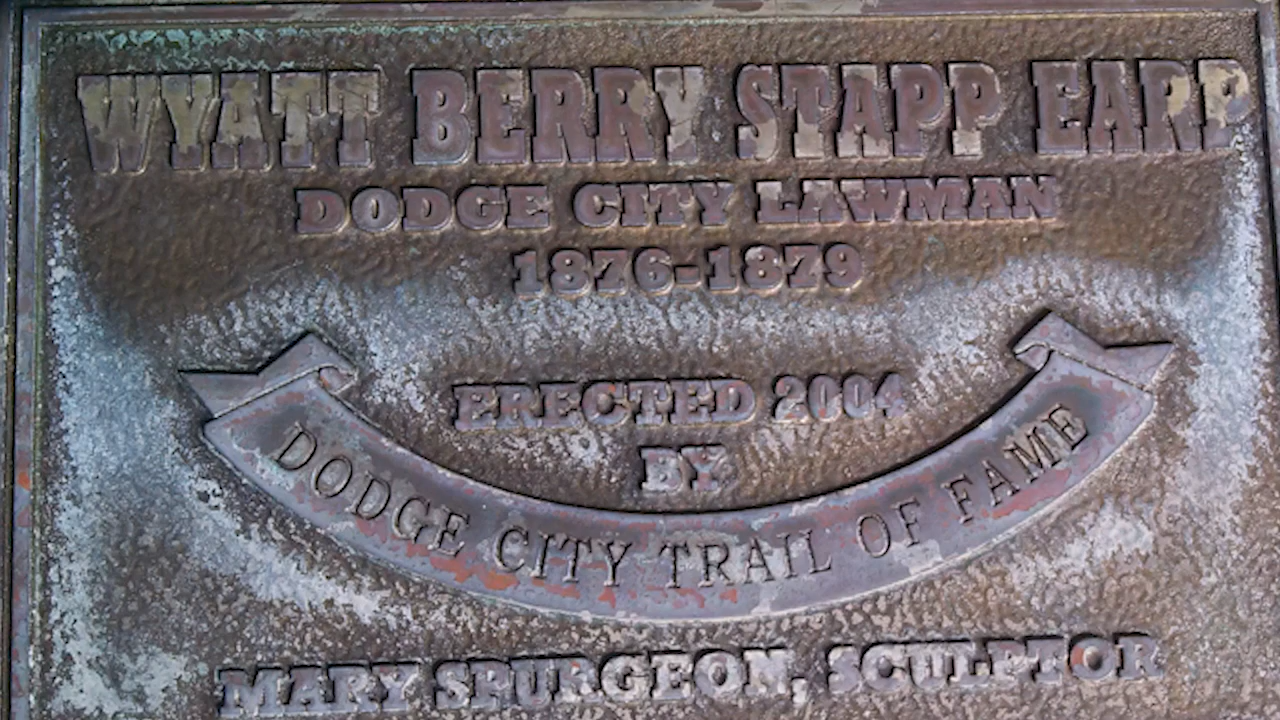 WYATT BERRY STAPP EARP
DODGE CITY LAWMAN
1876-1879
ERECTED 2004
BY
DODGE CITY TRAIL OF FAME
MARY SPURGEON, SCULPTOR